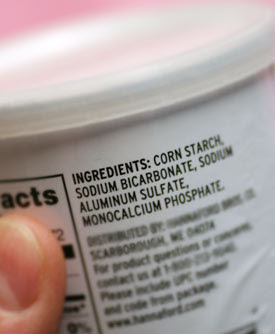 INGREDIENTS: CORN STARCH,
SODIUM BICARBONATE, SODIUM
ALUMINUM SULFATE,
MONOCALCIUM PHOSPHATE.
acts
DISTRIBUTED BY: HANNAFORD BROS. CO.
SCARBOROUGH, ME 04074
For product questions or concerns,
contact us at
Please include UPC number
and code from package.
www.hannaford.com